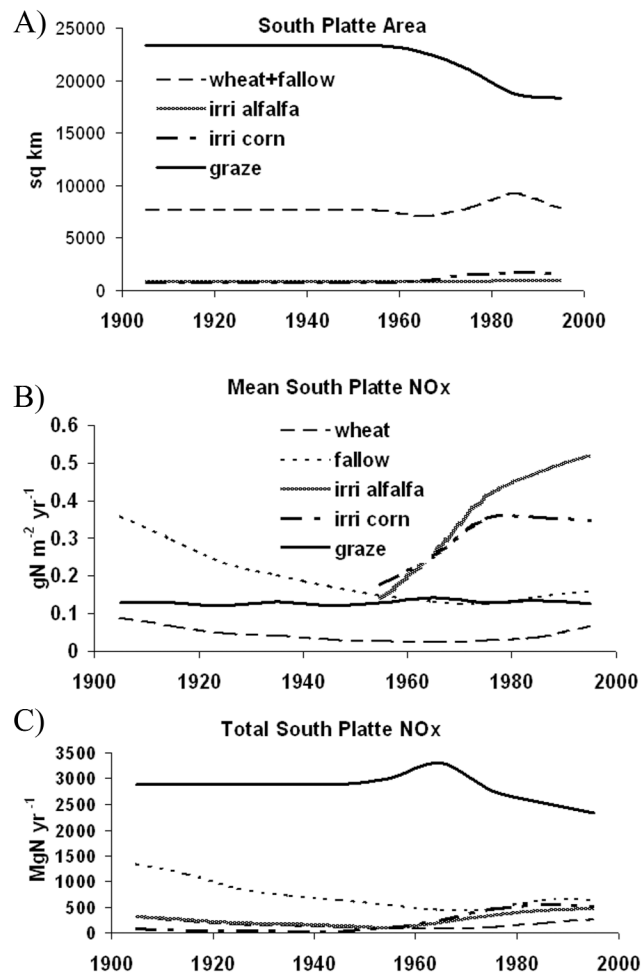 A)
South Platte Area
25000
20000
15000
10000
5000
0
sq km
wheat+fallow
irri alfalfa
irri corn
graze
1900 1920 1940 1960 1980 2000
B)
Mean South Platte NOx
0.6
0.5
0.4
0.3
0.2
0.1
0
gN m-2 yr-1
wheat
fallow
irri alfalfa
irri corn
graze
1900 1920 1940 1960 1980 2000
C)
Total South Platte NOx
3500
3000
2500
2000
1500
1000
500
0
MgN yr-1
1900 1920 1940 1960 1980 2000